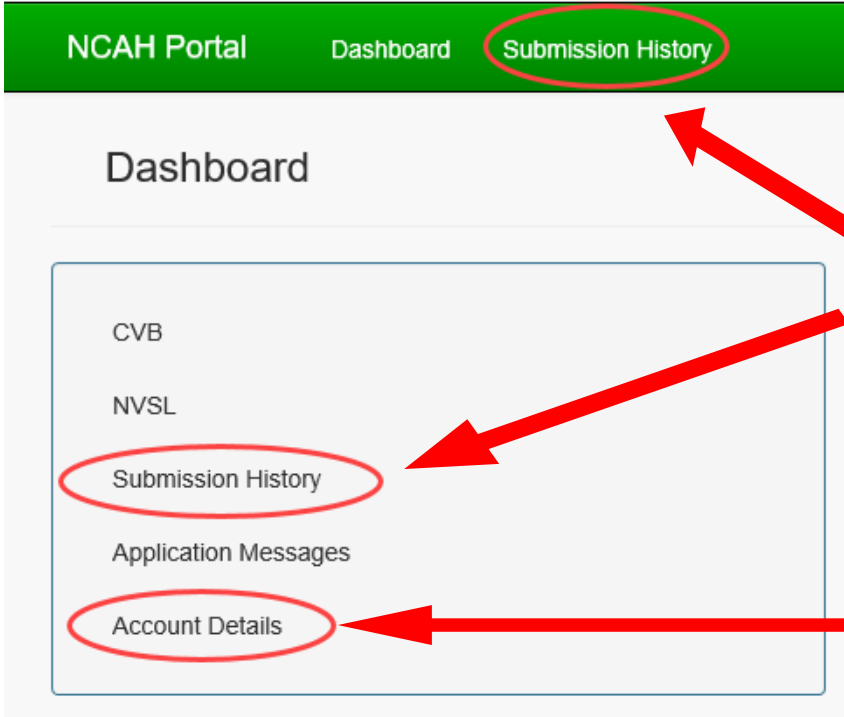 NCAH Portal Dashboard Submission History
Dashboard
CVB
NVSL
Submission History
Application Messages
Account Details